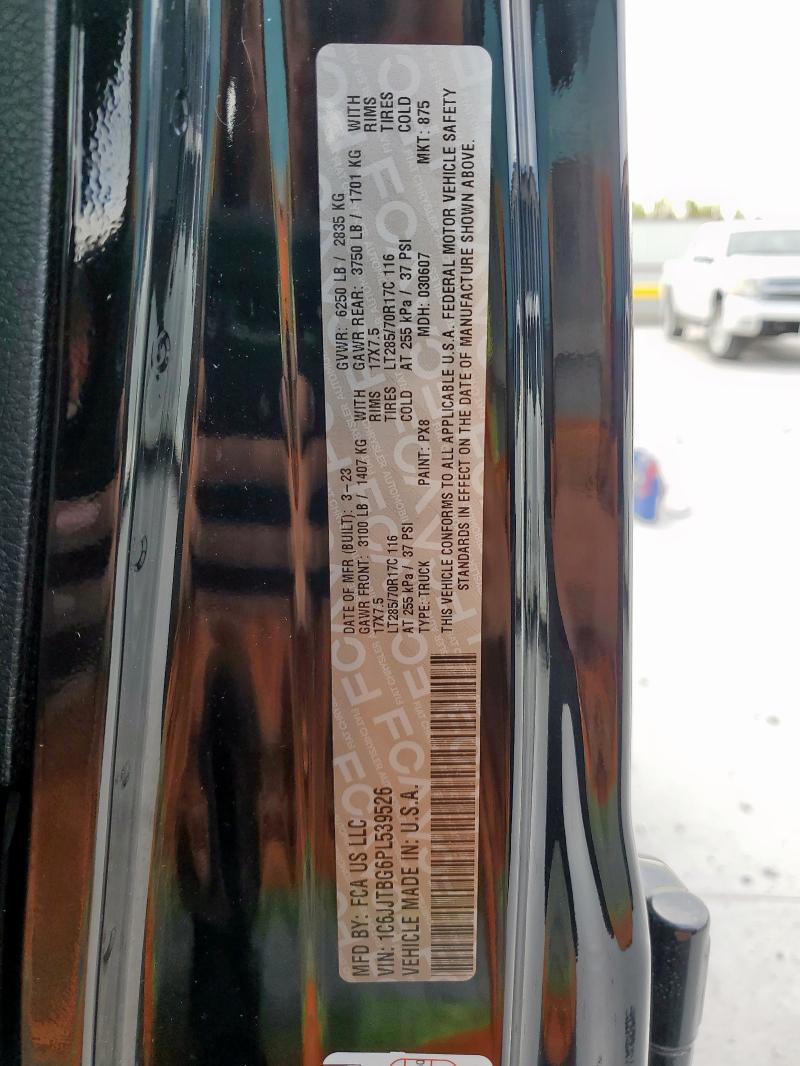 MFD BY: FCA US LLC
VIN: 1C6JJTBG6PL539526
VEHICLE MADE IN: U.S.A.
DATE OF MFR (BUILT): 3-23 GVWR: 6250 LB / 2835 KG
GAWR FRONT: 3100 LB / 1407 KG WITH GAWR REAR: 3750 LB / 1701 KG WITH
17X7.5 RIMS 17X7.5 RIMS
LT285/70R17C 116 TIRES LT285/70R17C 116 TIRES
AT 255 kPa / 37 PSI COLD AT 255 kPa / 37 PSI COLD
TYPE: TRUCK PAINT: PX8 MDH: 030607 MKT: 875
THIS VEHICLE CONFORMS TO ALL APPLICABLE U.S.A. FEDERAL MOTOR VEHICLE SAFETY
STANDARDS IN EFFECT ON THE DATE OF MANUFACTURE SHOWN ABOVE.